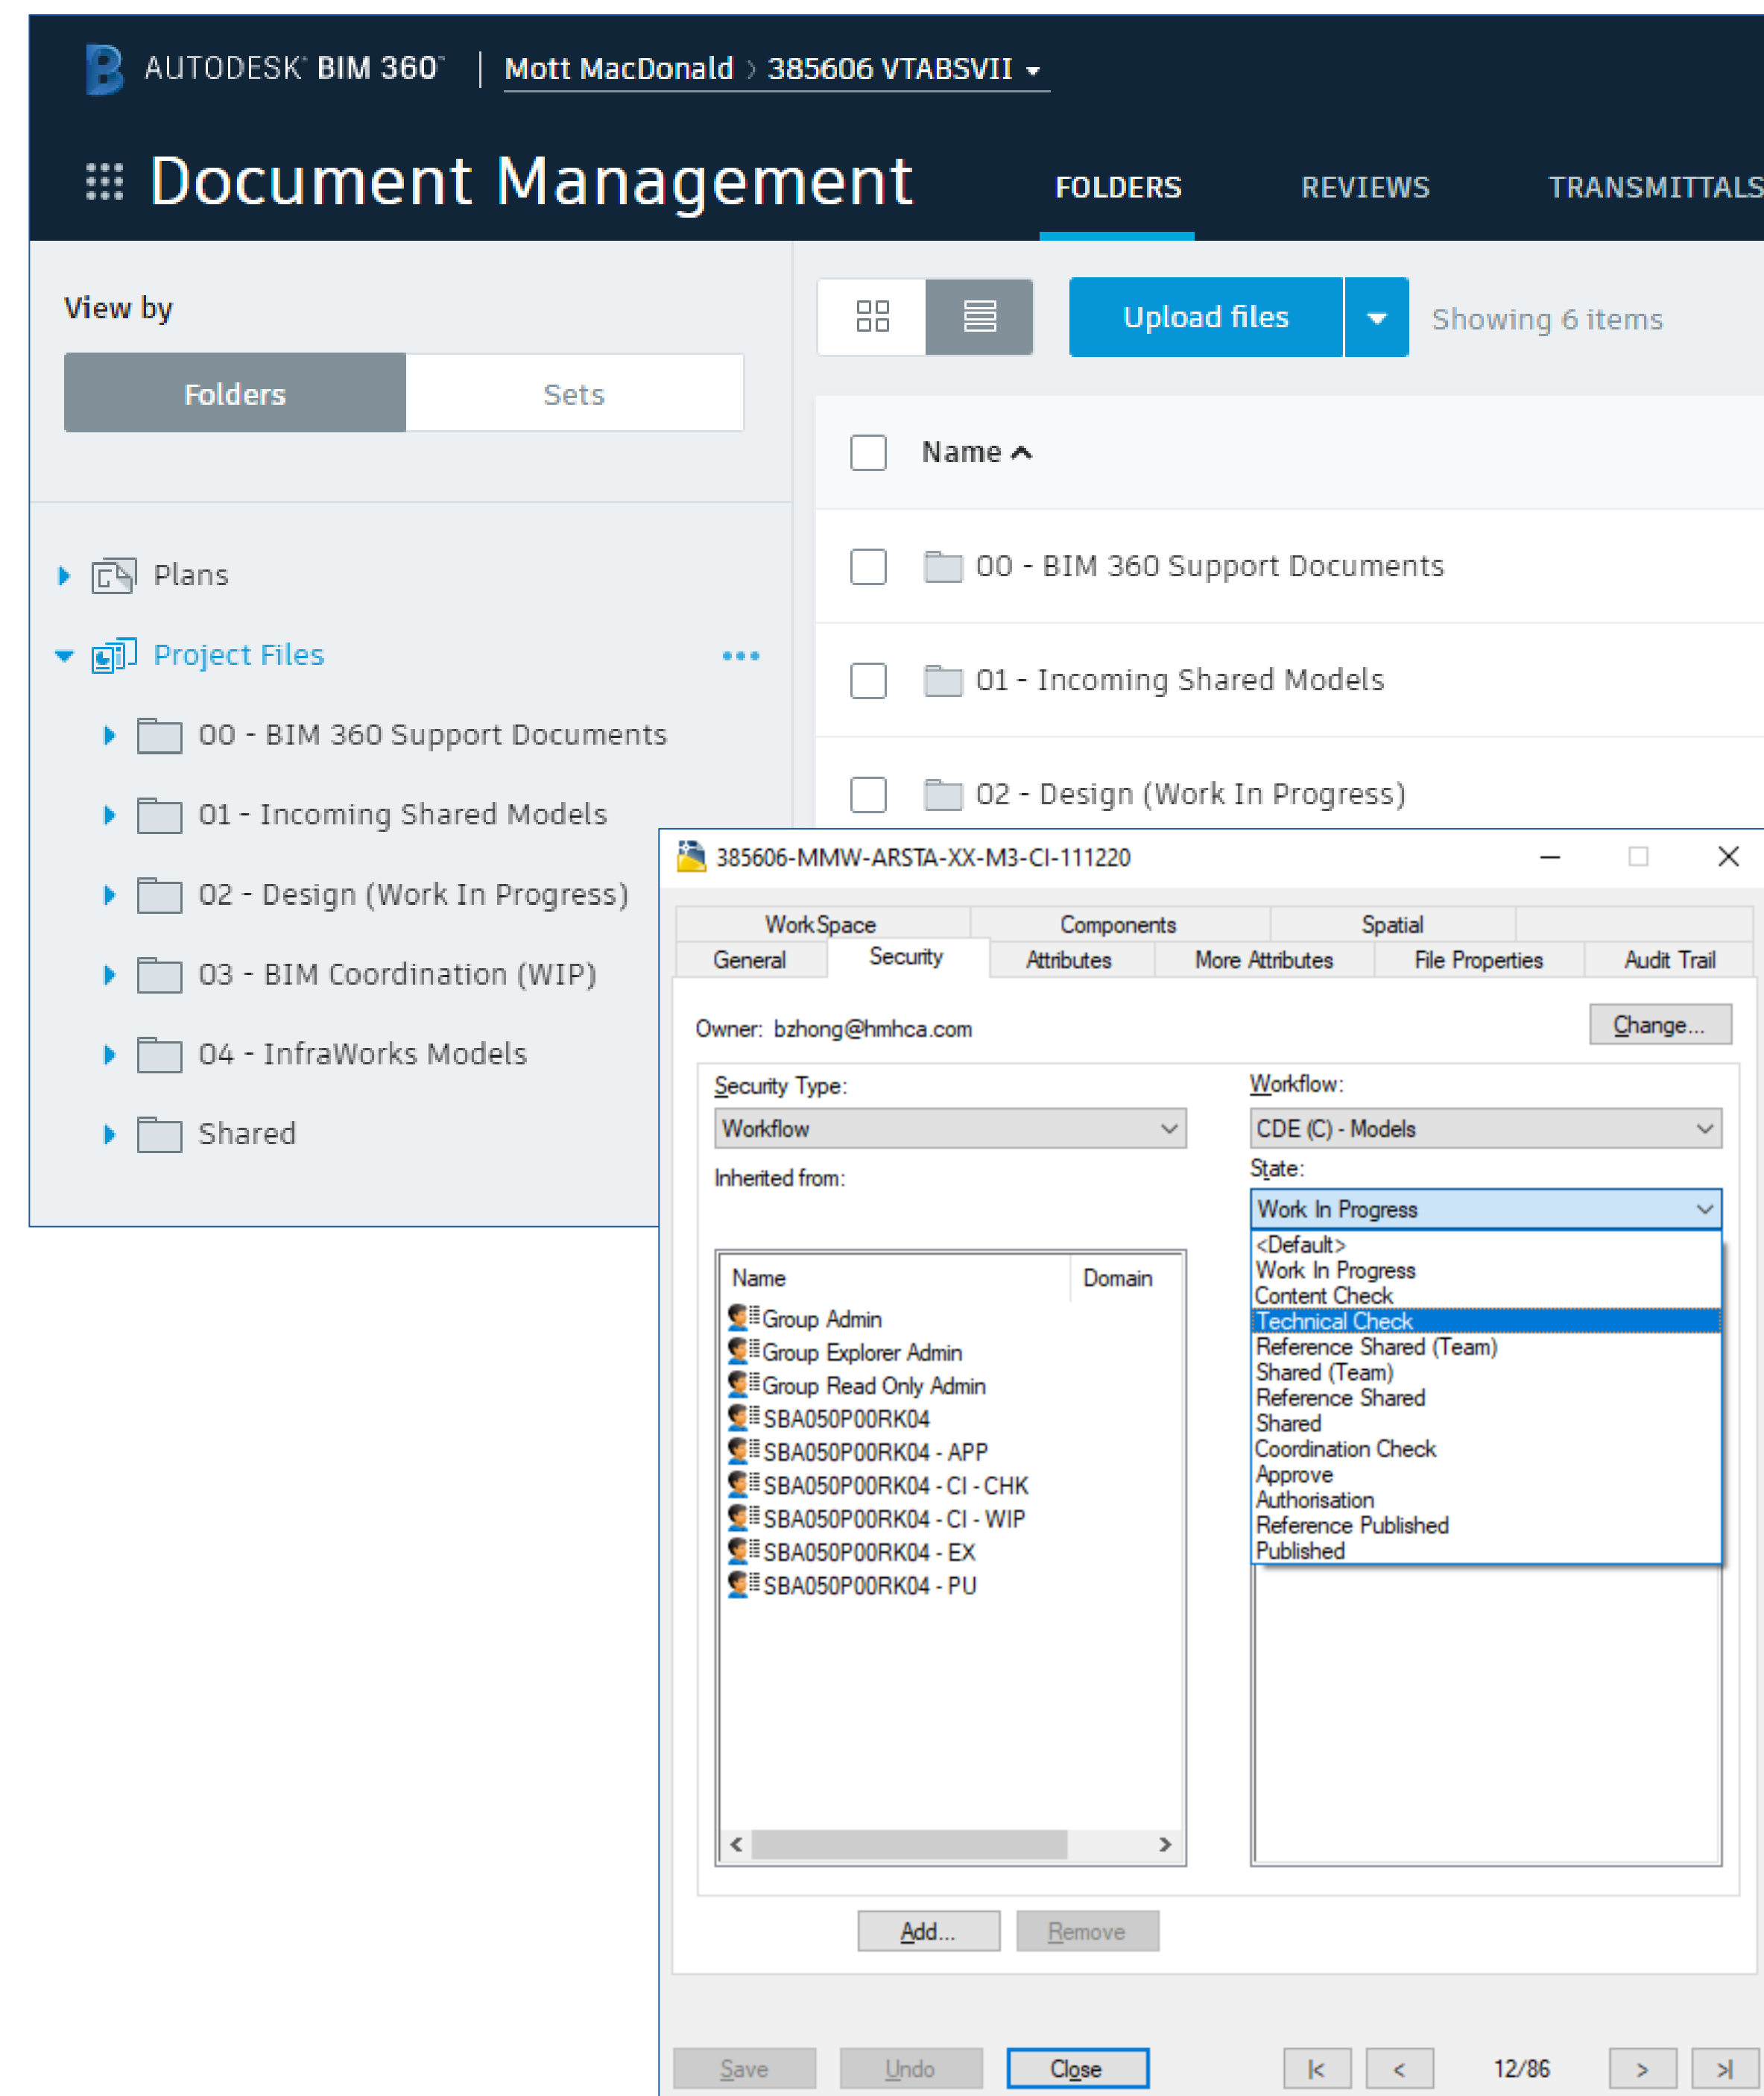 AUTODESK® BIM 360™ | Mott MacDonald > 385606 VTABSVII
Document Management FOLDERS REVIEWS TRANSMITTALS
View by
Folders Sets
Upload files Showing 6 items
Name
Plans
Project Files
00 - BIM 360 Support Documents
01 - Incoming Shared Models
02 - Design (Work In Progress)
03 - BIM Coordination (WIP)
04 - InfraWorks Models
Shared
00 - BIM 360 Support Documents
01 - Incoming Shared Models
02 - Design (Work In Progress)
385606-MMW-ARSTA-XX-M3-CI-111220
WorkSpace Components Spatial
General Security Attributes More Attributes File Properties Audit Trail
Owner: bzhong@hmhca.com Change...
Security Type:
Workflow
Inherited from:
Workflow:
CDE (C) - Models
State:
Work In Progress
<Default>
Work In Progress
Content Check
Technical Check
Reference Shared (Team)
Shared (Team)
Reference Shared
Shared
Coordination Check
Approve
Authorisation
Reference Published
Published
Name Domain
Group Admin
Group Explorer Admin
Group Read Only Admin
SBA050P00RK04
SBA050P00RK04 - APP
SBA050P00RK04 - CI - CHK
SBA050P00RK04 - CI - WIP
SBA050P00RK04 - EX
SBA050P00RK04 - PU
Add... Remove
Save Undo Close |< < 12/86 > >|